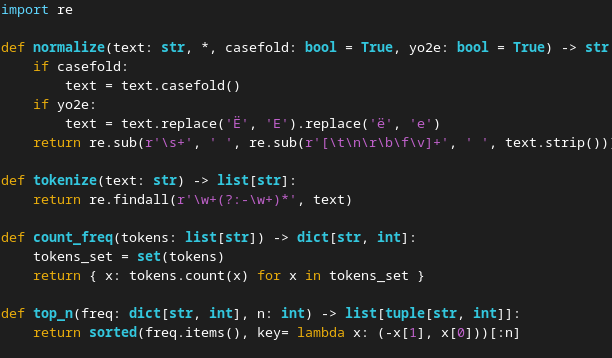 import re

def normalize(text: str, *, casefold: bool = True, yo2e: bool = True) -> str
    if casefold:
        text = text.casefold()
    if yo2e:
        text = text.replace('Ё', 'Е').replace('ё', 'е')
    return re.sub(r'\s+', ' ', re.sub(r'[\t\n\r\b\f\v]+', ' ', text.strip()))

def tokenize(text: str) -> list[str]:
    return re.findall(r'\w+(?:-\w+)*', text)

def count_freq(tokens: list[str]) -> dict[str, int]:
    tokens_set = set(tokens)
    return { x: tokens.count(x) for x in tokens_set }

def top_n(freq: dict[str, int], n: int) -> list[tuple[str, int]]:
    return sorted(freq.items(), key= lambda x: (-x[1], x[0]))[:n]